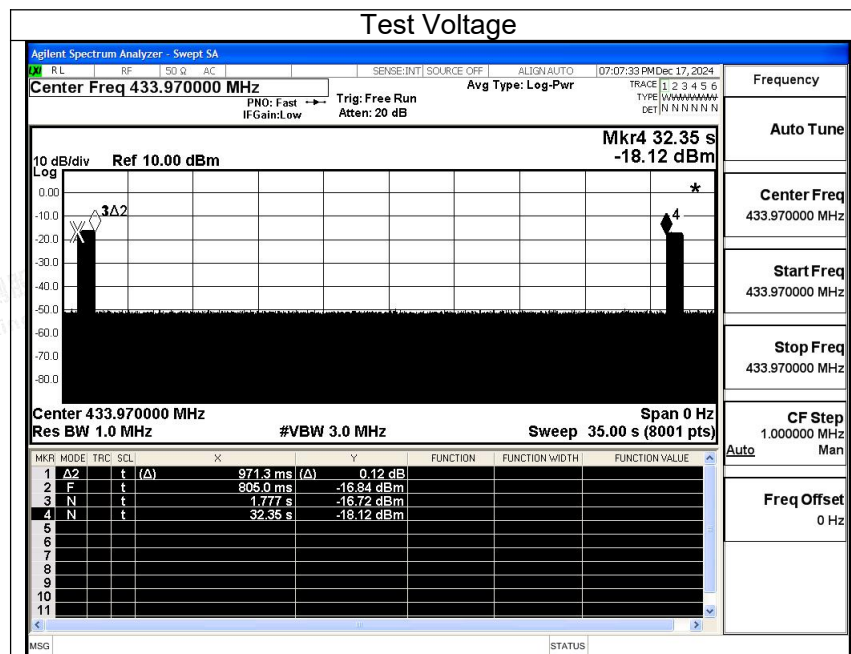 Test Voltage
Agilent Spectrum Analyzer - Swept SA
LXI RL RF 50 Ω AC SENSE:INT SOURCE OFF ALIGN AUTO 07:07:33 PM Dec 17, 2024
Center Freq 433.970000 MHz Avg Type: Log-Pwr TRACE 1 2 3 4 5 6
PNO: Fast Trig: Free Run TYPE WWWWWW
IFGain:Low Atten: 20 dB DET N N N N N N
Mkr4 32.35 s
10 dB/div Ref 10.00 dBm -18.12 dBm
Log
0.00
-10.0
-20.0
-30.0
-40.0
-50.0
-60.0
-70.0
-80.0
3Δ2
X
4
*
Center 433.970000 MHz Span 0 Hz
Res BW 1.0 MHz #VBW 3.0 MHz Sweep 35.00 s (8001 pts)
MKR MODE TRC SCL X Y FUNCTION FUNCTION WIDTH FUNCTION VALUE
1 Δ2 t (Δ) 971.3 ms (Δ) 0.12 dB
2 F t 805.0 ms -16.84 dBm
3 N t 1.777 s -16.72 dBm
4 N t 32.35 s -18.12 dBm
5
6
7
8
9
10
11
MSG STATUS
Frequency
Auto Tune
Center Freq
433.970000 MHz
Start Freq
433.970000 MHz
Stop Freq
433.970000 MHz
CF Step
1.000000 MHz
Auto Man
Freq Offset
0 Hz